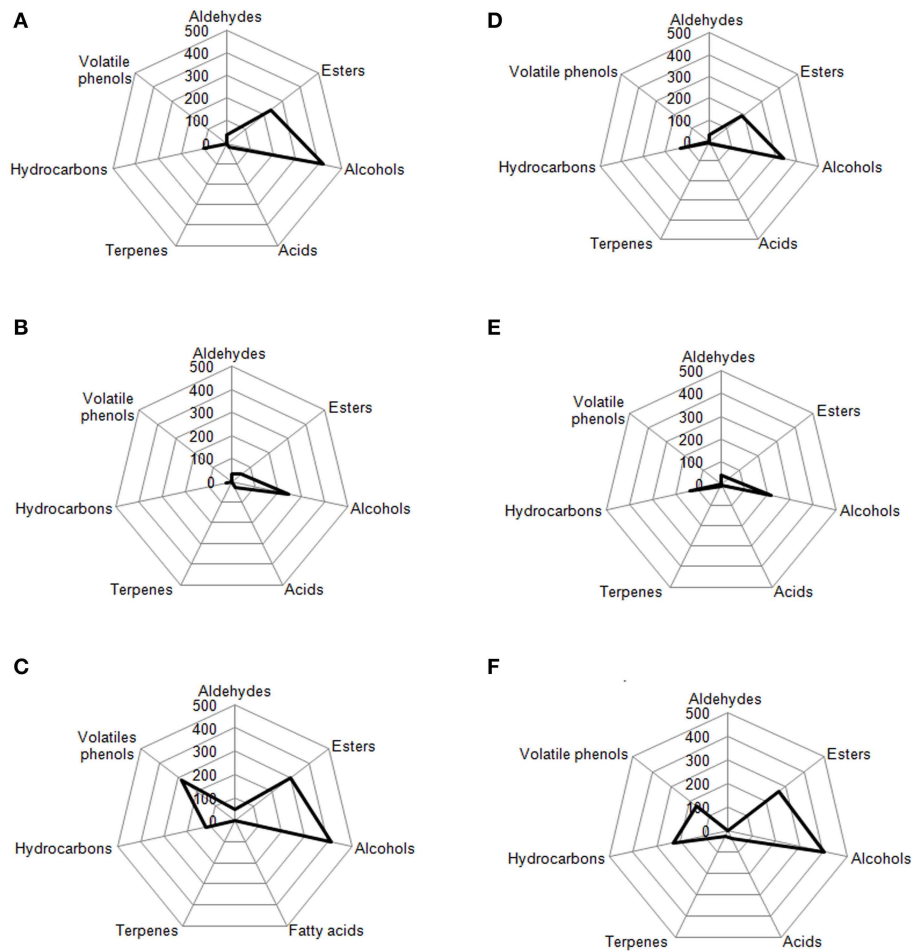 A
Aldehydes
500
400
300
200
100
0
Esters
Alcohols
Acids
Terpenes
Hydrocarbons
Volatile
phenols
D
Aldehydes
500
400
300
200
100
0
Esters
Alcohols
Acids
Terpenes
Hydrocarbons
Volatile phenols
B
Aldehydes
500
400
300
200
100
0
Esters
Alcohols
Acids
Terpenes
Hydrocarbons
Volatile
phenols
E
Aldehydes
500
400
300
200
100
0
Esters
Alcohols
Acids
Terpenes
Hydrocarbons
Volatile
phenols
C
Aldehydes
500
400
300
200
100
0
Esters
Alcohols
Fatty acids
Terpenes
Hydrocarbons
Volatiles
phenols
F
Aldehydes
500
400
300
200
100
0
Esters
Alcohols
Acids
Terpenes
Hydrocarbons
Volatile phenols